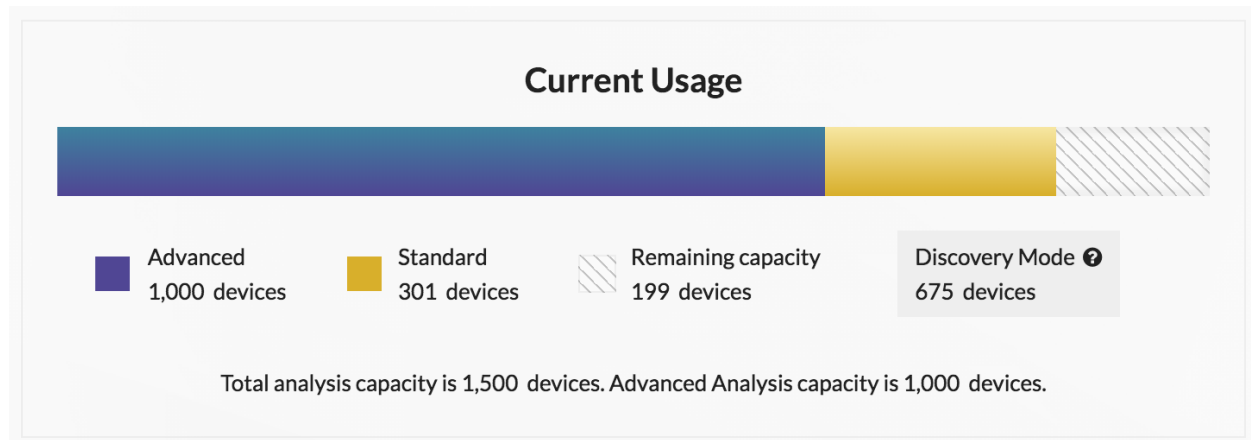 Current Usage
Advanced
1,000 devices
Standard
301 devices
Remaining capacity
199 devices
Discovery Mode ?
675 devices
Total analysis capacity is 1,500 devices. Advanced Analysis capacity is 1,000 devices.